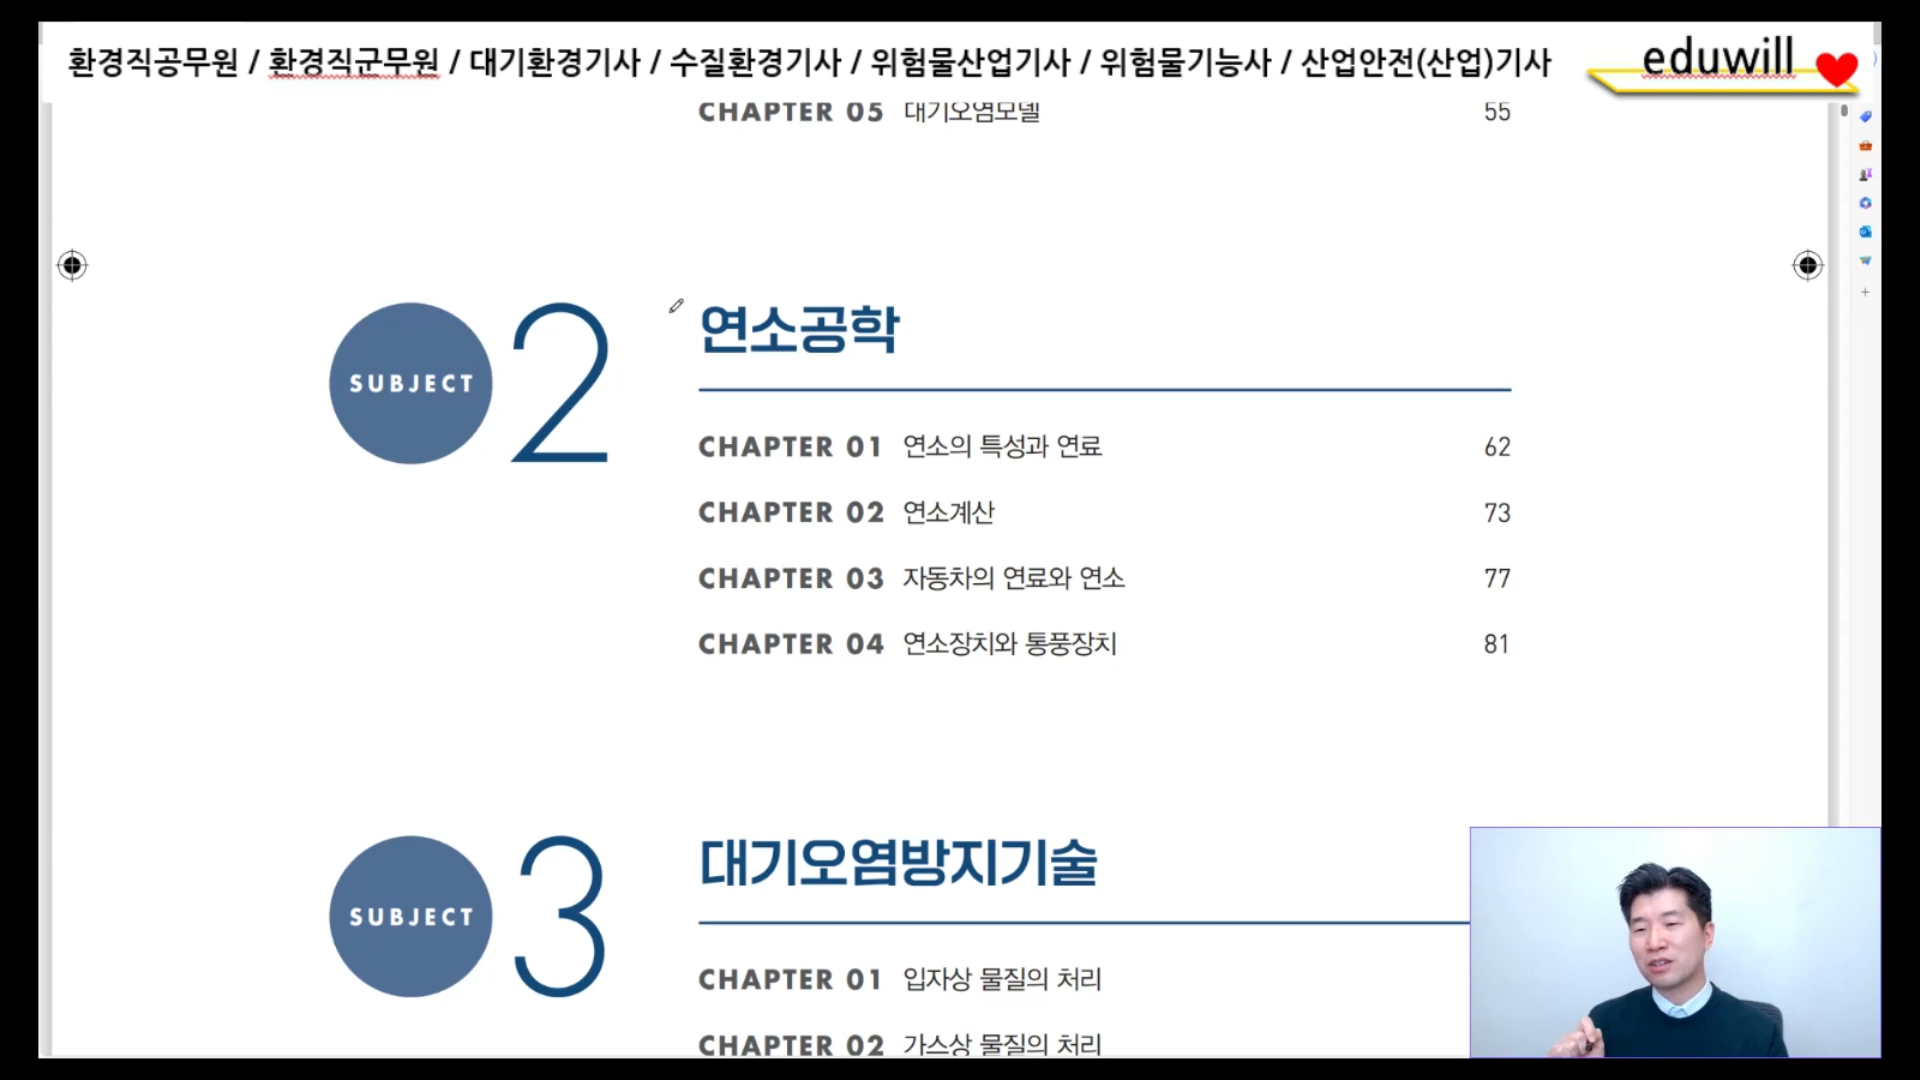 환경직공무원 / 환경직군무원 / 대기환경기사 / 수질환경기사 / 위험물산업기사 / 위험물기능사 / 산업안전(산업)기사
eduwill
CHAPTER 05 대기오염모델 55
SUBJECT 2 연소공학
CHAPTER 01 연소의 특성과 연료 62
CHAPTER 02 연소계산 73
CHAPTER 03 자동차의 연료와 연소 77
CHAPTER 04 연소장치와 통풍장치 81
SUBJECT 3 대기오염방지기술
CHAPTER 01 입자상 물질의 처리
CHAPTER 02 가스상 물질의 처리